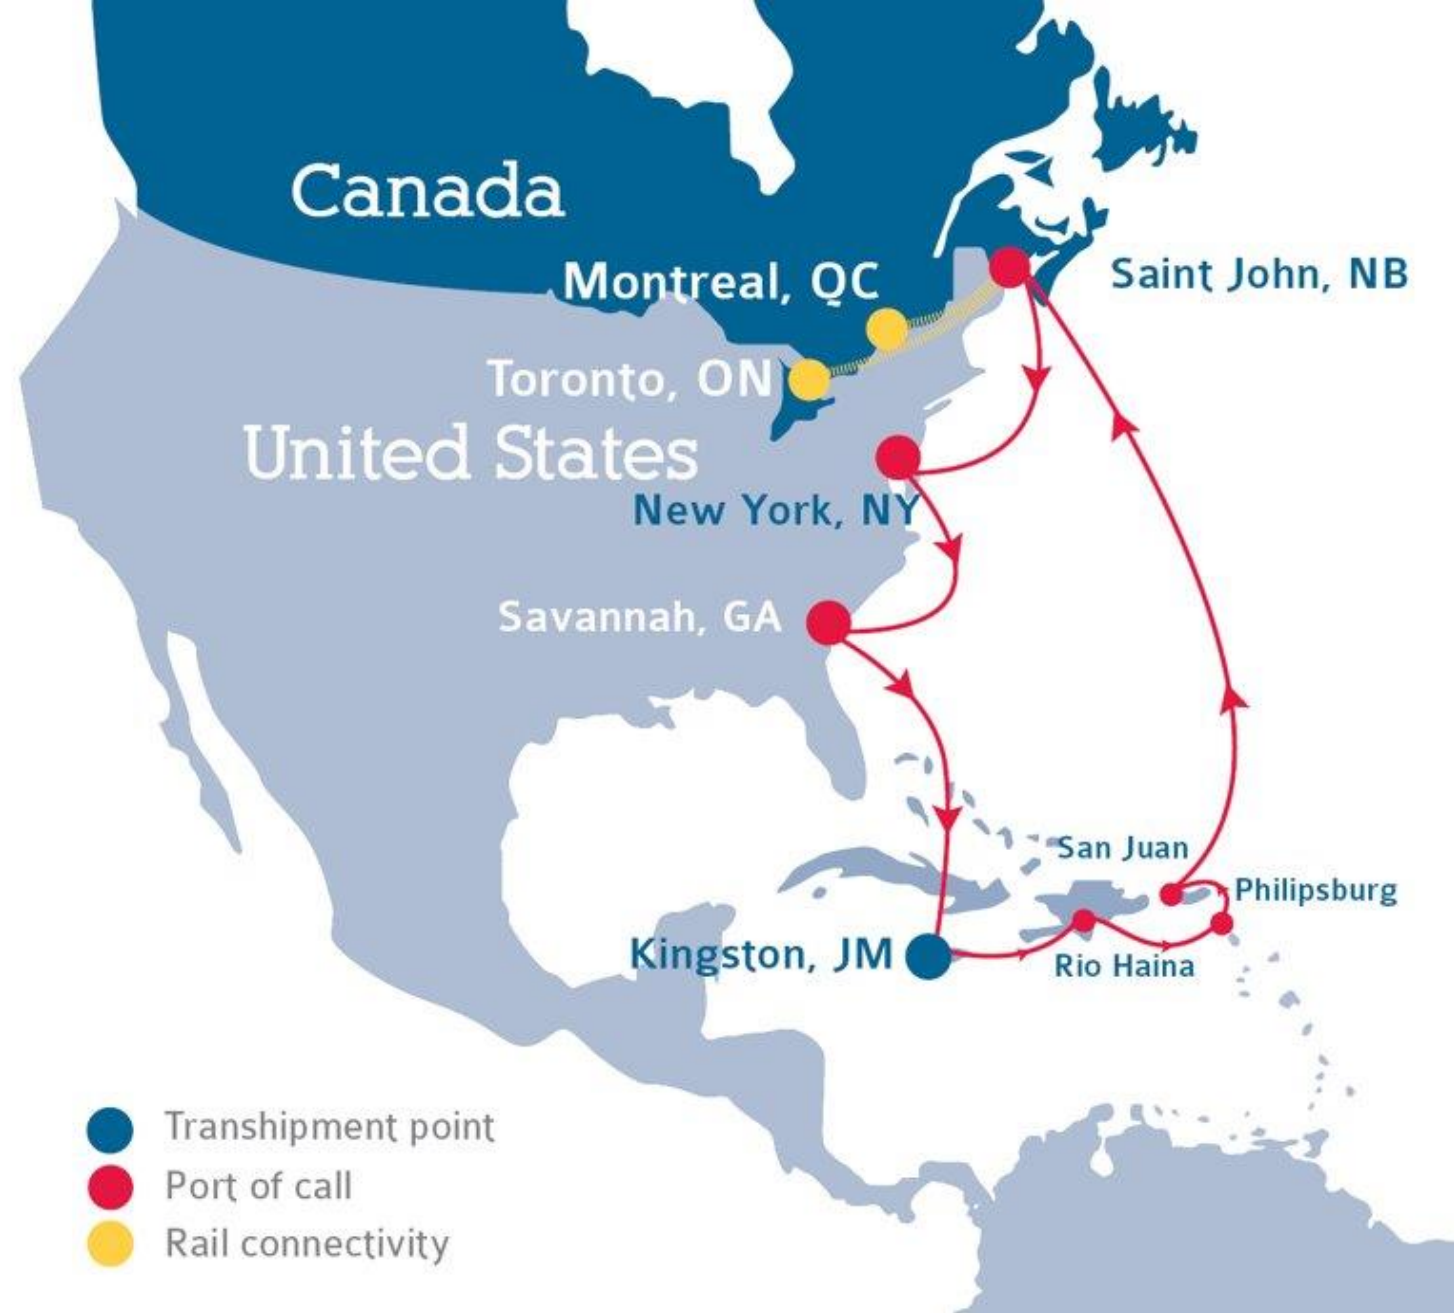 Canada
Montreal, QC
Saint John, NB
Toronto, ON
United States
New York, NY
Savannah, GA
San Juan
Philipsburg
Kingston, JM
Rio Haina
Transhipment point
Port of call
Rail connectivity